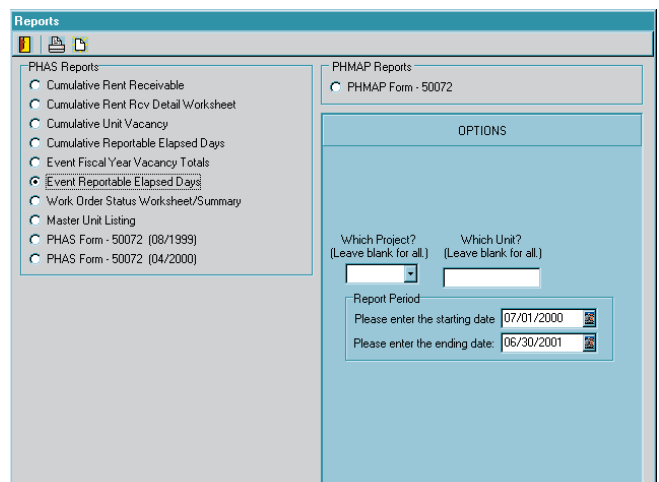 Reports
PHAS Reports
Cumulative Rent Receivable
Cumulative Rent Rcv Detail Worksheet
Cumulative Unit Vacancy
Cumulative Reportable Elapsed Days
Event Fiscal Year Vacancy Totals
Event Reportable Elapsed Days
Work Order Status Worksheet/Summary
Master Unit Listing
PHAS Form - 50072 (08/1999)
PHAS Form - 50072 (04/2000)
PHMAP Reports
PHMAP Form - 50072
OPTIONS
Which Project? Which Unit?
(Leave blank for all.) (Leave blank for all.)
Report Period
Please enter the starting date 07/01/2000
Please enter the ending date: 06/30/2001